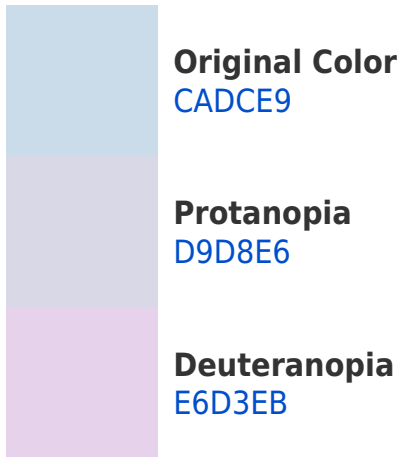 Original Color
CADCE9
Protanopia
D9D8E6
Deuteranopia
E6D3EB